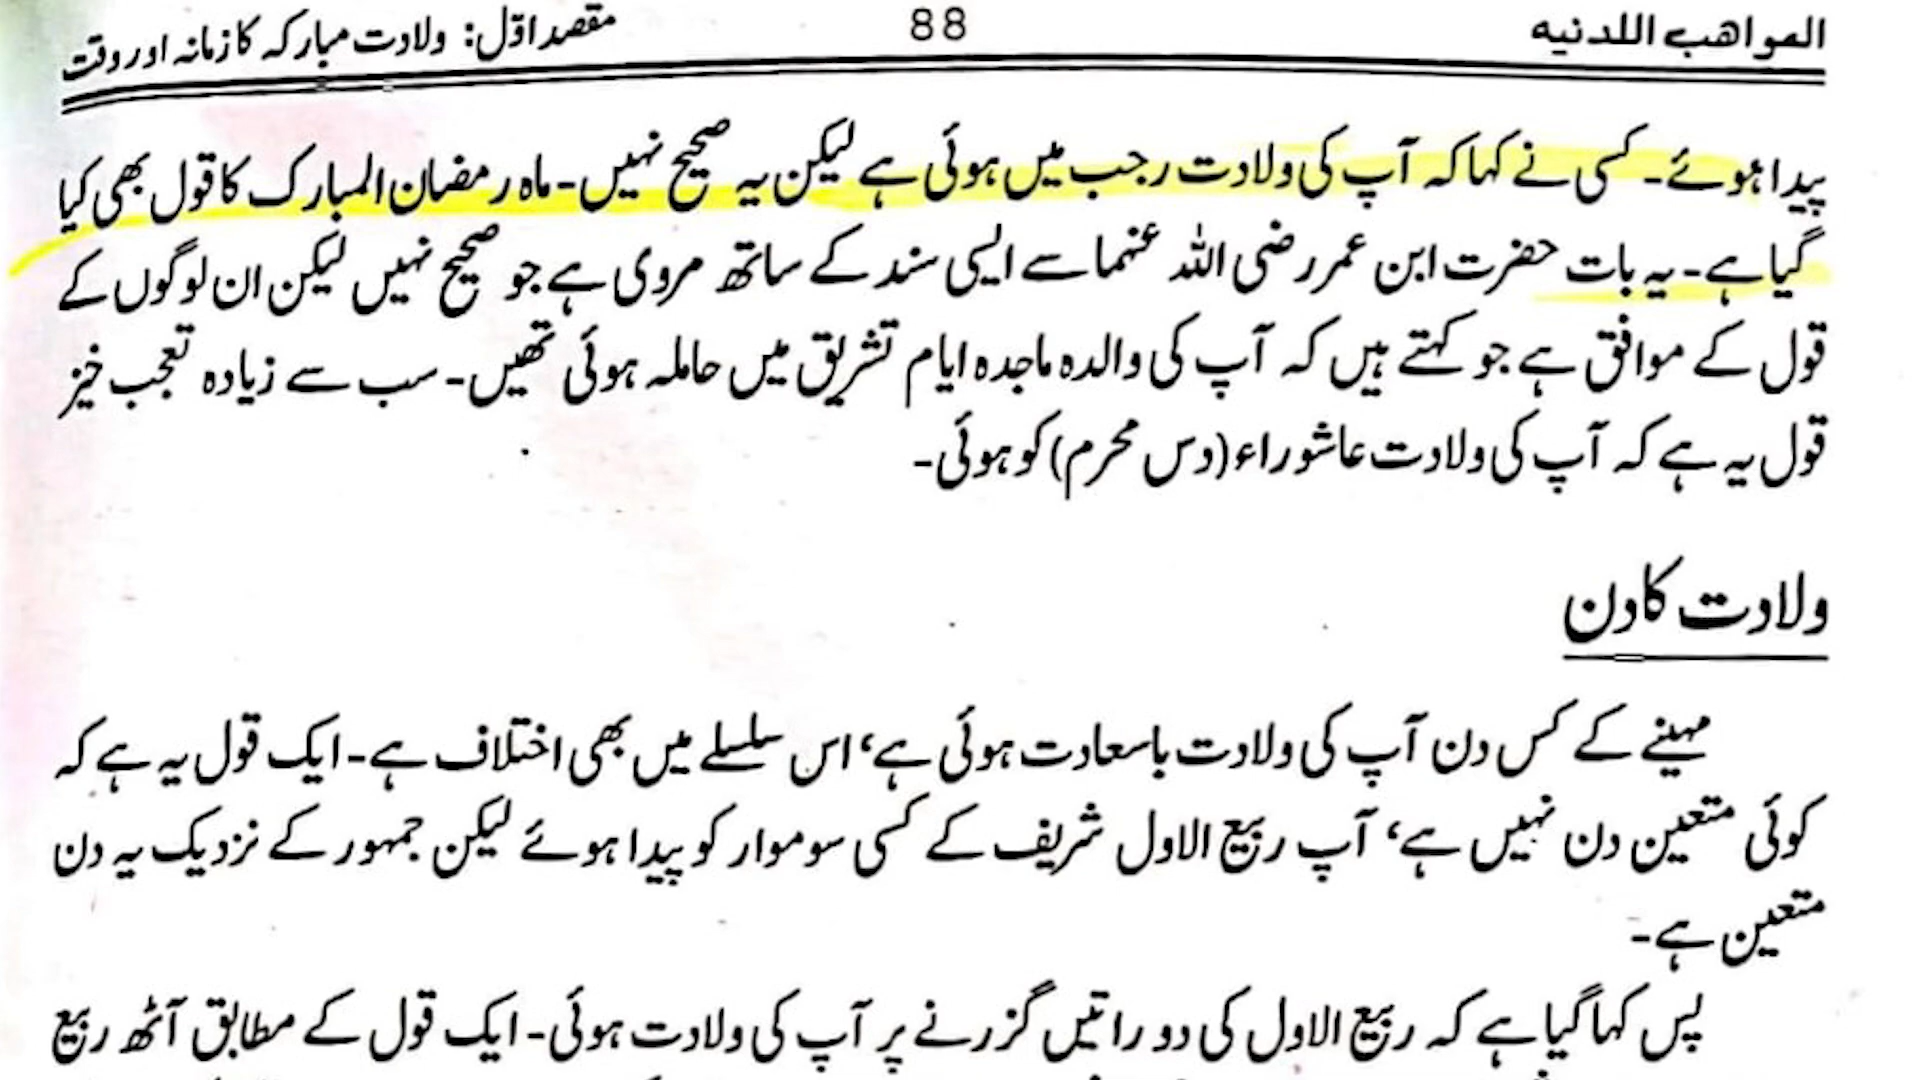 المواهب اللدنیه 88 مقصد اوّل: ولادت مبارکہ کا زمانہ اور وقت
پیدا ہوئے۔ کسی نے کہا کہ آپ کی ولادت رجب میں ہوئی ہے لیکن یہ صحیح نہیں۔ ماہ رمضان المبارک کا قول بھی کیا
گیا ہے۔ یہ بات حضرت ابن عمر رضی اللہ عنہما سے ایسی سند کے ساتھ مروی ہے جو صحیح نہیں لیکن ان لوگوں کے
قول کے موافق ہے جو کہتے ہیں کہ آپ کی والدہ ماجدہ ایام تشریق میں حاملہ ہوئی تھیں۔ سب سے زیادہ تعجب خیز
قول یہ ہے کہ آپ کی ولادت عاشوراء (دس محرم) کو ہوئی۔
ولادت کا دن
مہینے کے کس دن آپ کی ولادت باسعادت ہوئی ہے، اس سلسلے میں بھی اختلاف ہے۔ ایک قول یہ ہے کہ
کوئی متعین دن نہیں ہے، آپ ربیع الاول شریف کے کسی سوموار کو پیدا ہوئے لیکن جمہور کے نزدیک یہ دن
متعین ہے۔
پس کہا گیا ہے کہ ربیع الاول کی دو راتیں گزرنے پر آپ کی ولادت ہوئی۔ ایک قول کے مطابق آٹھ ربیع